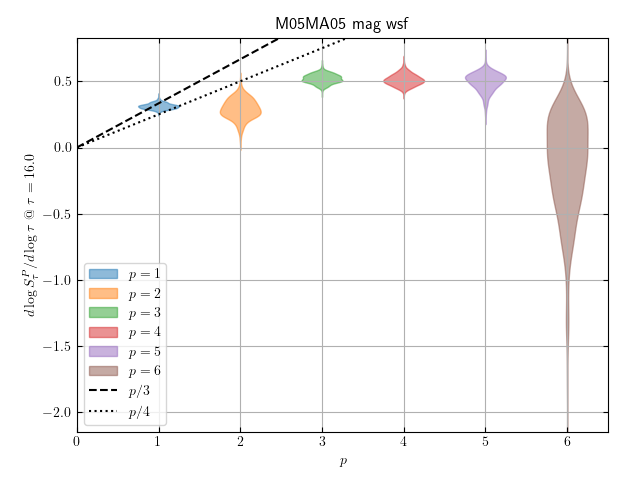 M05MA05 mag wsf
d log S_τ^P / d log τ @ τ = 16.0
0.5
0.0
−0.5
−1.0
−1.5
−2.0
p = 1
p = 2
p = 3
p = 4
p = 5
p = 6
p/3
p/4
0 1 2 3 4 5 6
p